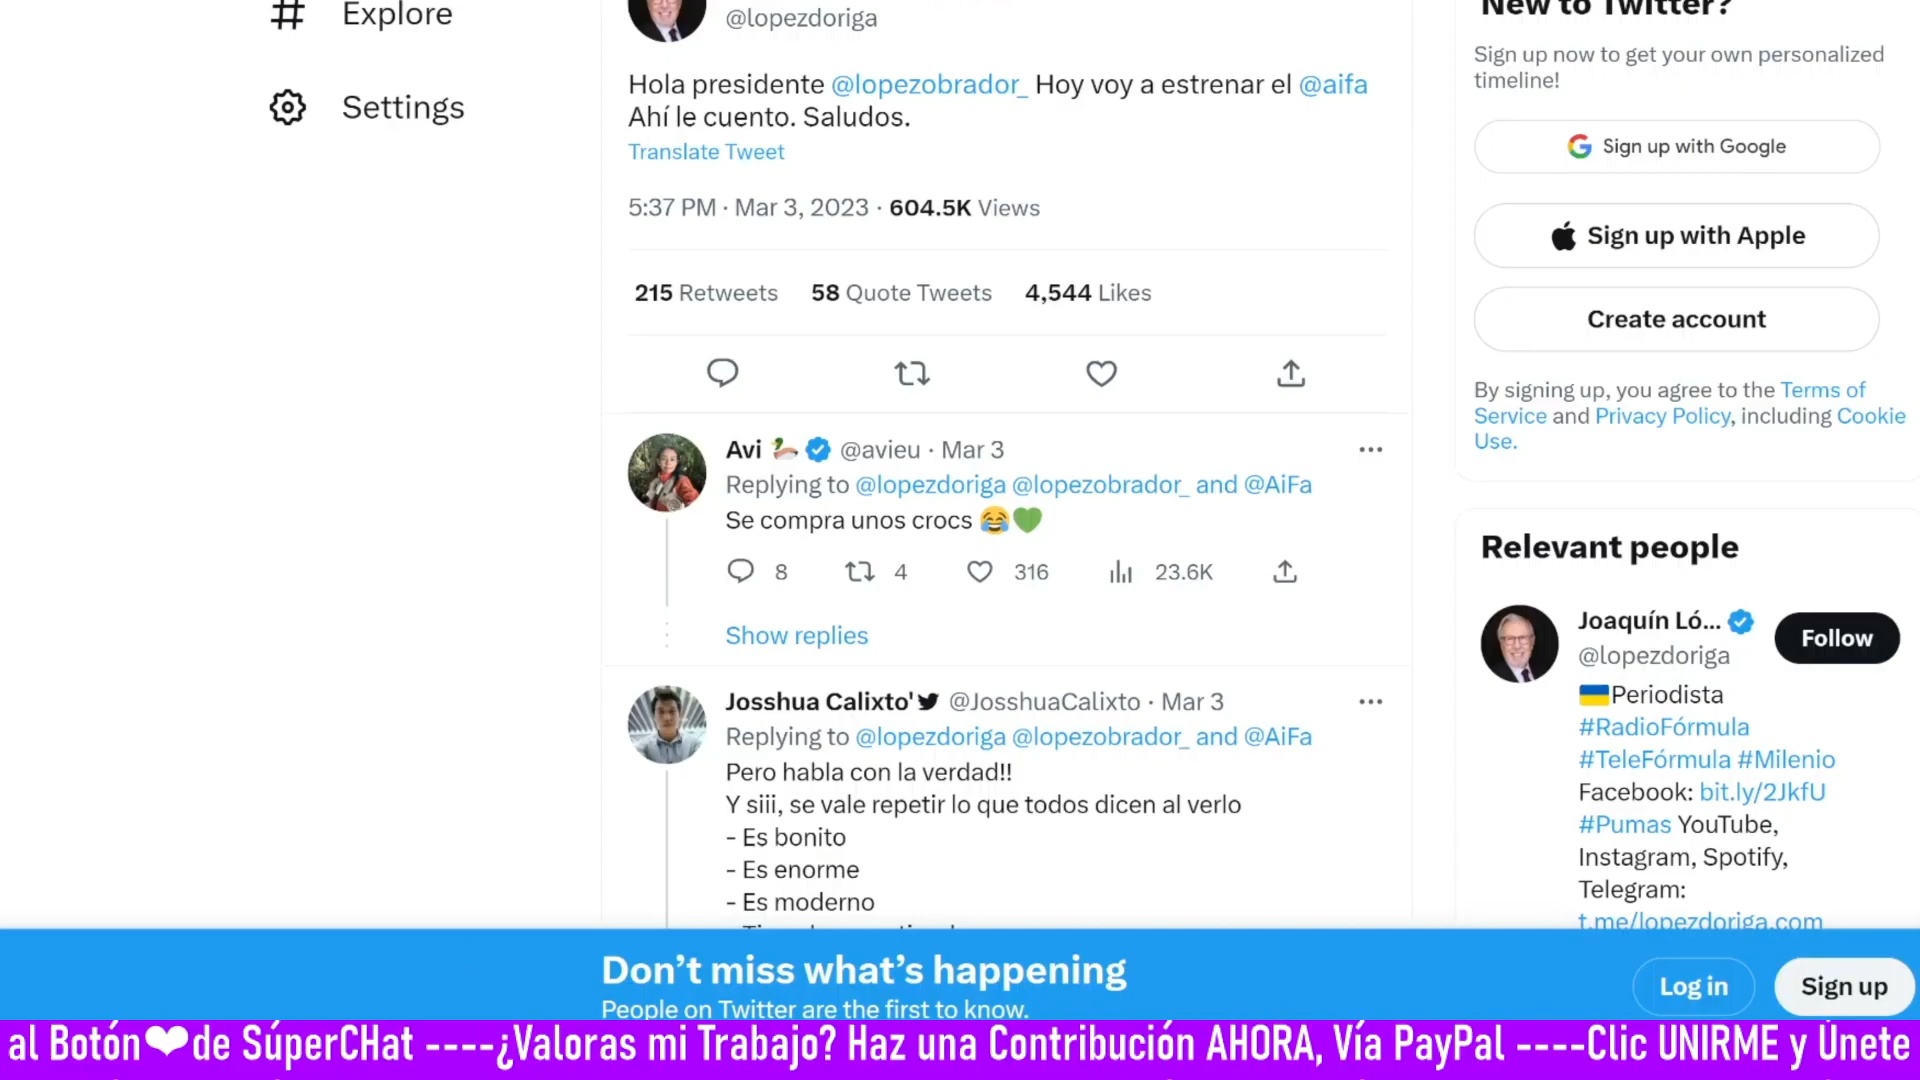 Explore
Settings
@lopezdoriga
Hola presidente @lopezobrador_ Hoy voy a estrenar el @aifa
Ahí le cuento. Saludos.
Translate Tweet
5:37 PM · Mar 3, 2023 · 604.5K Views
215 Retweets 58 Quote Tweets 4,544 Likes
Avi @avieu · Mar 3
Replying to @lopezdoriga @lopezobrador_ and @AiFa
Se compra unos crocs 😂💚
8 4 316 23.6K
Show replies
Josshua Calixto' @JosshuaCalixto · Mar 3
Replying to @lopezdoriga @lopezobrador_ and @AiFa
Pero habla con la verdad!!
Y siii, se vale repetir lo que todos dicen al verlo
- Es bonito
- Es enorme
- Es moderno
New to Twitter?
Sign up now to get your own personalized
timeline!
Sign up with Google
Sign up with Apple
Create account
By signing up, you agree to the Terms of
Service and Privacy Policy, including Cookie
Use.
Relevant people
Joaquín Ló...
@lopezdoriga
Follow
🇺🇦Periodista
#RadioFórmula
#TeleFórmula #Milenio
Facebook: bit.ly/2JkfU
#Pumas YouTube,
Instagram, Spotify,
Telegram:
t.me/lopezdoriga.com
Don't miss what's happening
People on Twitter are the first to know.
Log in
Sign up
al Botón❤de SúperCHat ----¿Valoras mi Trabajo? Haz una Contribución AHORA, Vía PayPal ----Clic UNIRME y Únete